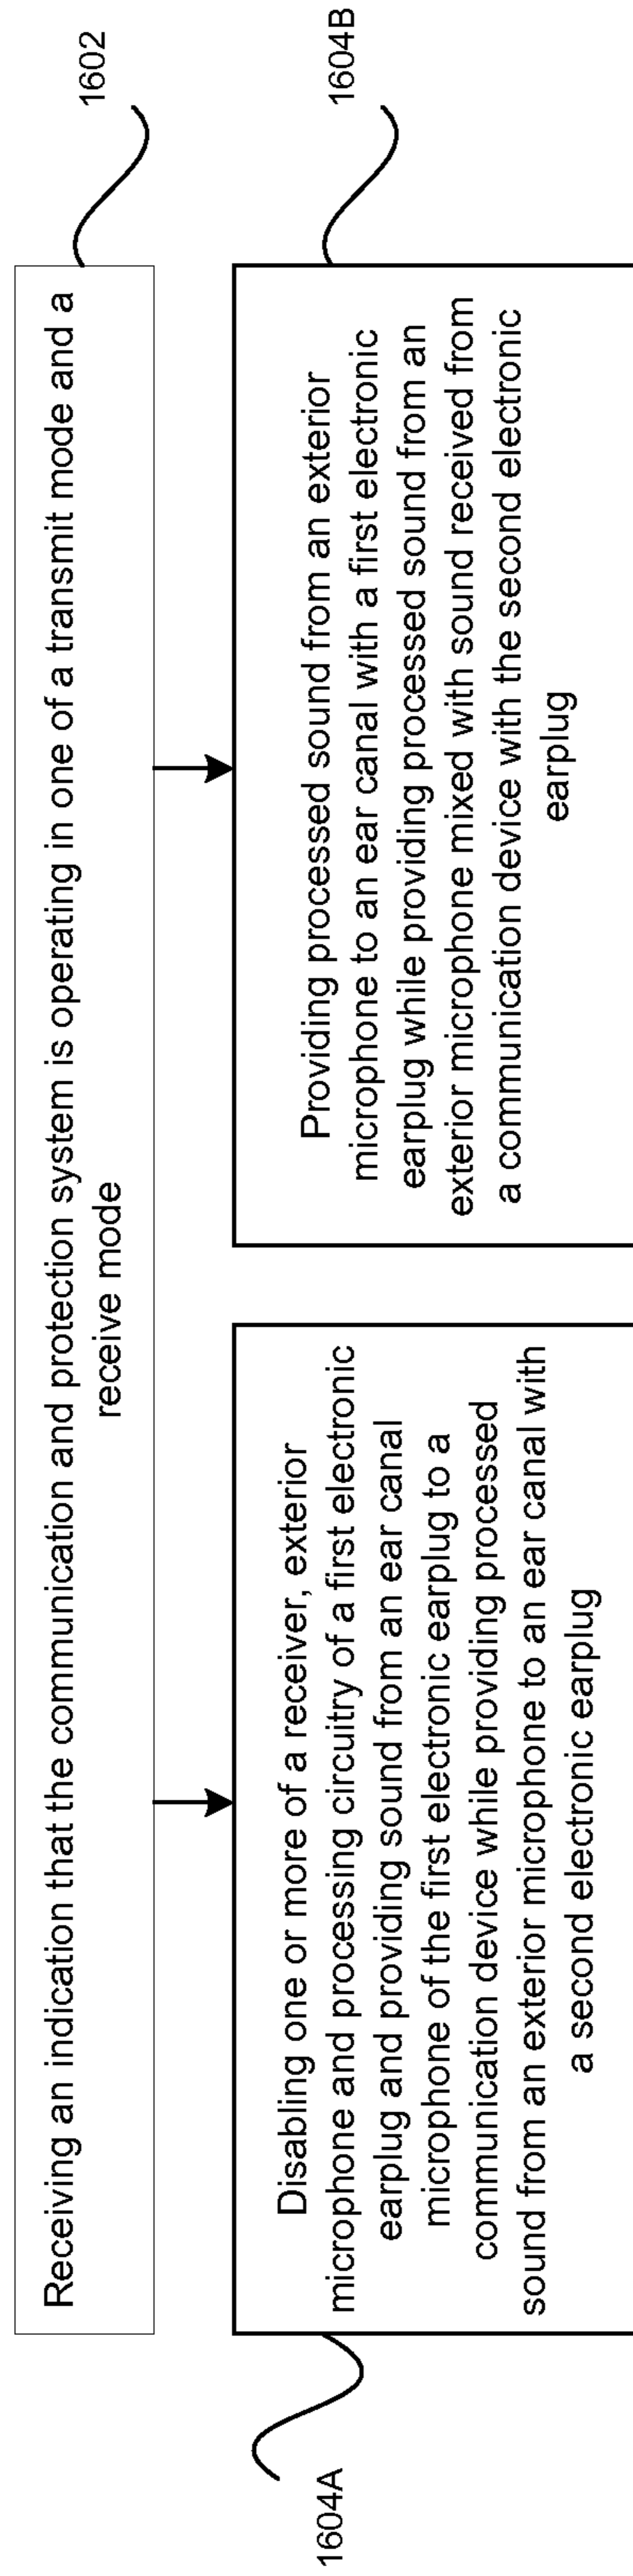 1602
Receiving an indication that the communication and protection system is operating in one of a transmit mode and a
receive mode
1604A
Disabling one or more of a receiver, exterior
microphone and processing circuitry of a first electronic
earplug and providing sound from an ear canal
microphone of the first electronic earplug to a
communication device while providing processed
sound from an exterior microphone to an ear canal with
a second electronic earplug
1604B
Providing processed sound from an exterior
microphone to an ear canal with a first electronic
earplug while providing processed sound from an
exterior microphone mixed with sound received from
a communication device with the second electronic
earplug